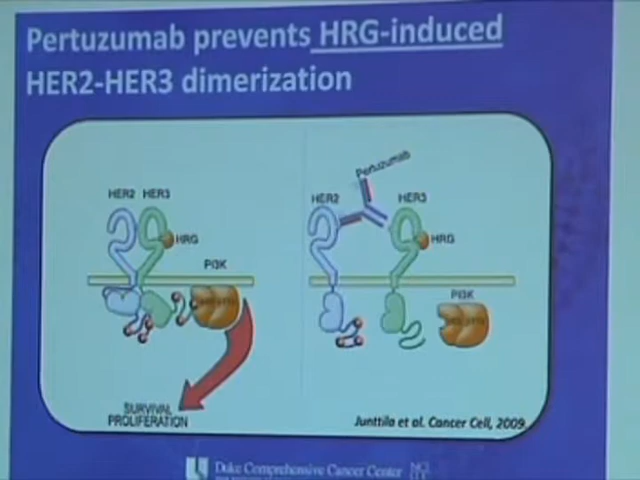 Pertuzumab prevents HRG-induced
HER2-HER3 dimerization
Pertuzumab
HER2 HER3
HER2
HER3
HRG
HRG
PI3K
PI3K
SURVIVAL
PROLIFERATION
Junttila et al. Cancer Cell, 2009
Duke Comprehensive Cancer Center